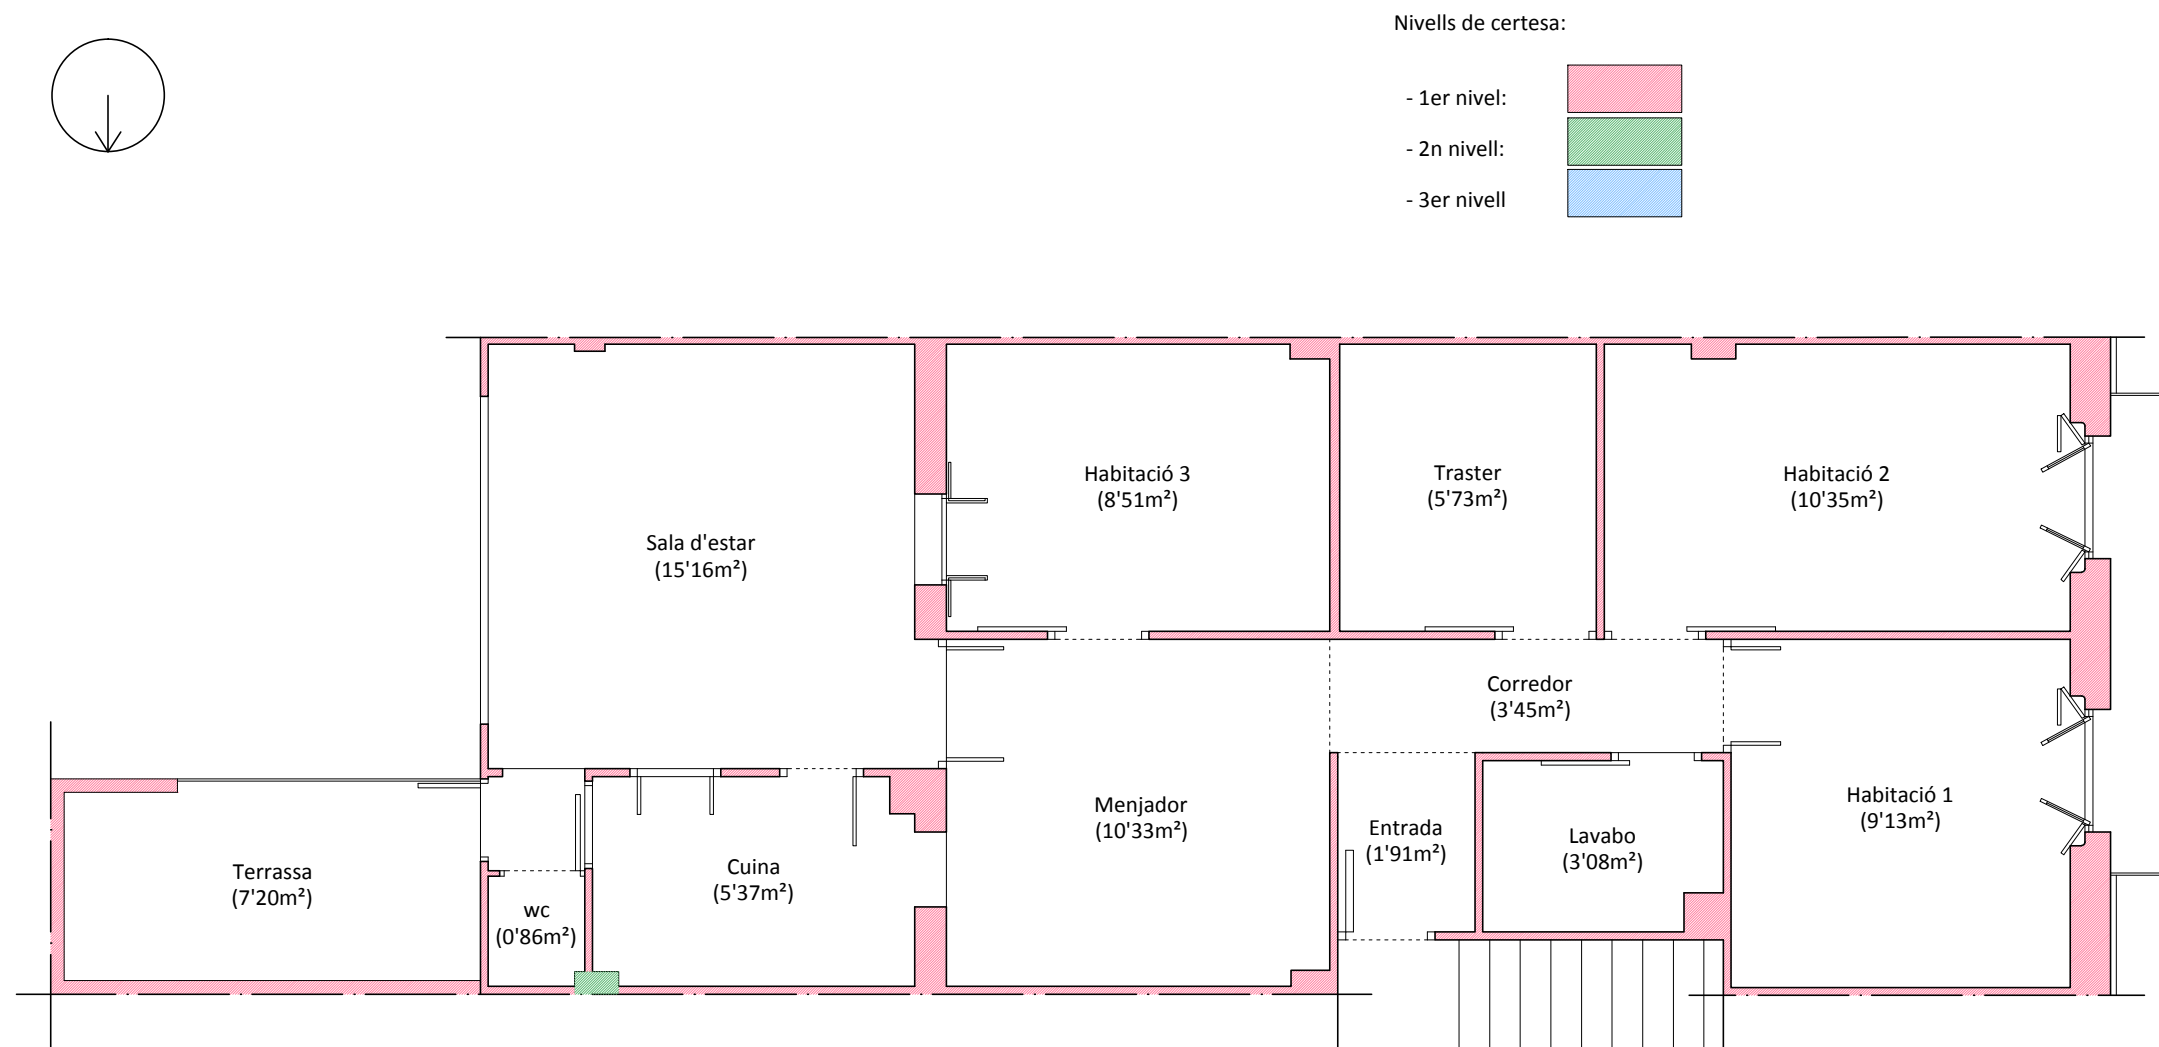 Nivells de certesa:
- 1er nivel:
- 2n nivell:
- 3er nivell
Habitació 3
(8'51m²)
Traster
(5'73m²)
Habitació 2
(10'35m²)
Sala d'estar
(15'16m²)
Corredor
(3'45m²)
Menjador
(10'33m²)
Entrada
(1'91m²)
Lavabo
(3'08m²)
Habitació 1
(9'13m²)
Terrassa
(7'20m²)
Cuina
(5'37m²)
wc
(0'86m²)